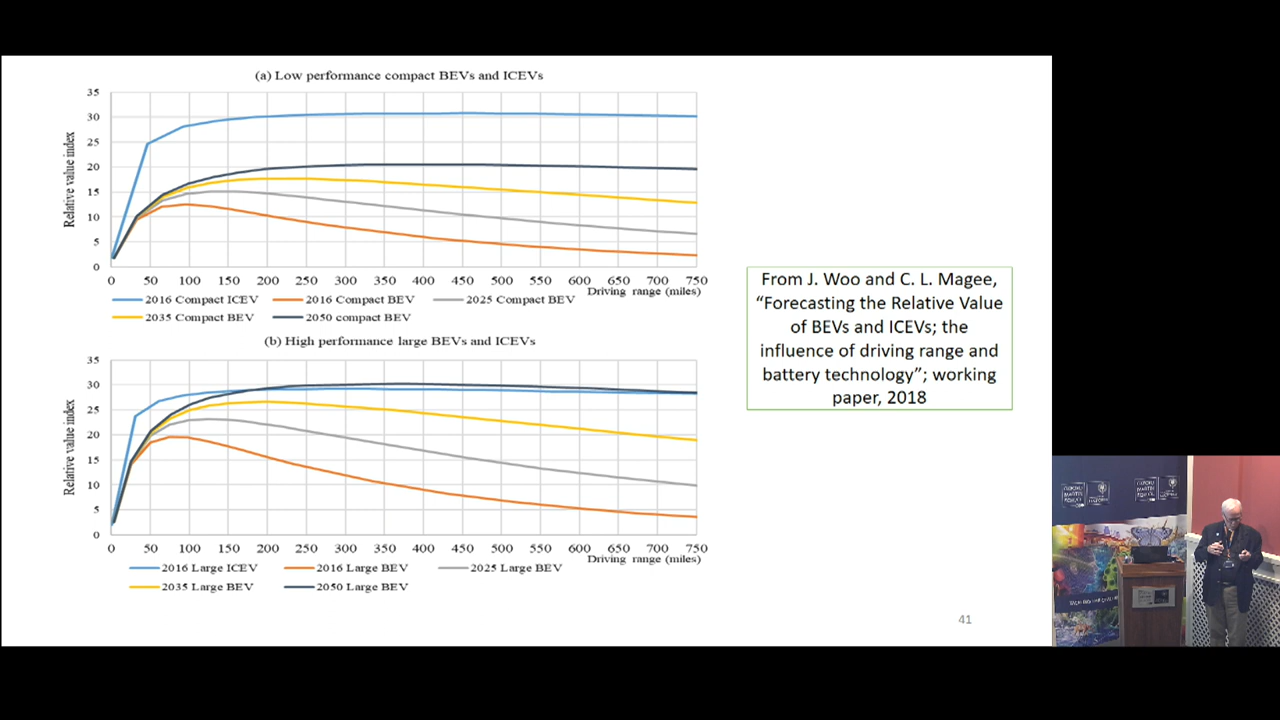 (a) Low performance compact BEVs and ICEVs
35
30
25
20
15
10
5
0
Relative value index
0 50 100 150 200 250 300 350 400 450 500 550 600 650 700 750
Driving range (miles)
2016 Compact ICEV 2016 Compact BEV 2025 Compact BEV
2035 Compact BEV 2050 compact BEV
(b) High performance large BEVs and ICEVs
35
30
25
20
15
10
5
0
Relative value index
0 50 100 150 200 250 300 350 400 450 500 550 600 650 700 750
Driving range (miles)
2016 Large ICEV 2016 Large BEV 2025 Large BEV
2035 Large BEV 2050 Large BEV
From J. Woo and C. L. Magee,
“Forecasting the Relative Value
of BEVs and ICEVs; the
influence of driving range and
battery technology”; working
paper, 2018
41
OXFORD
MARTIN